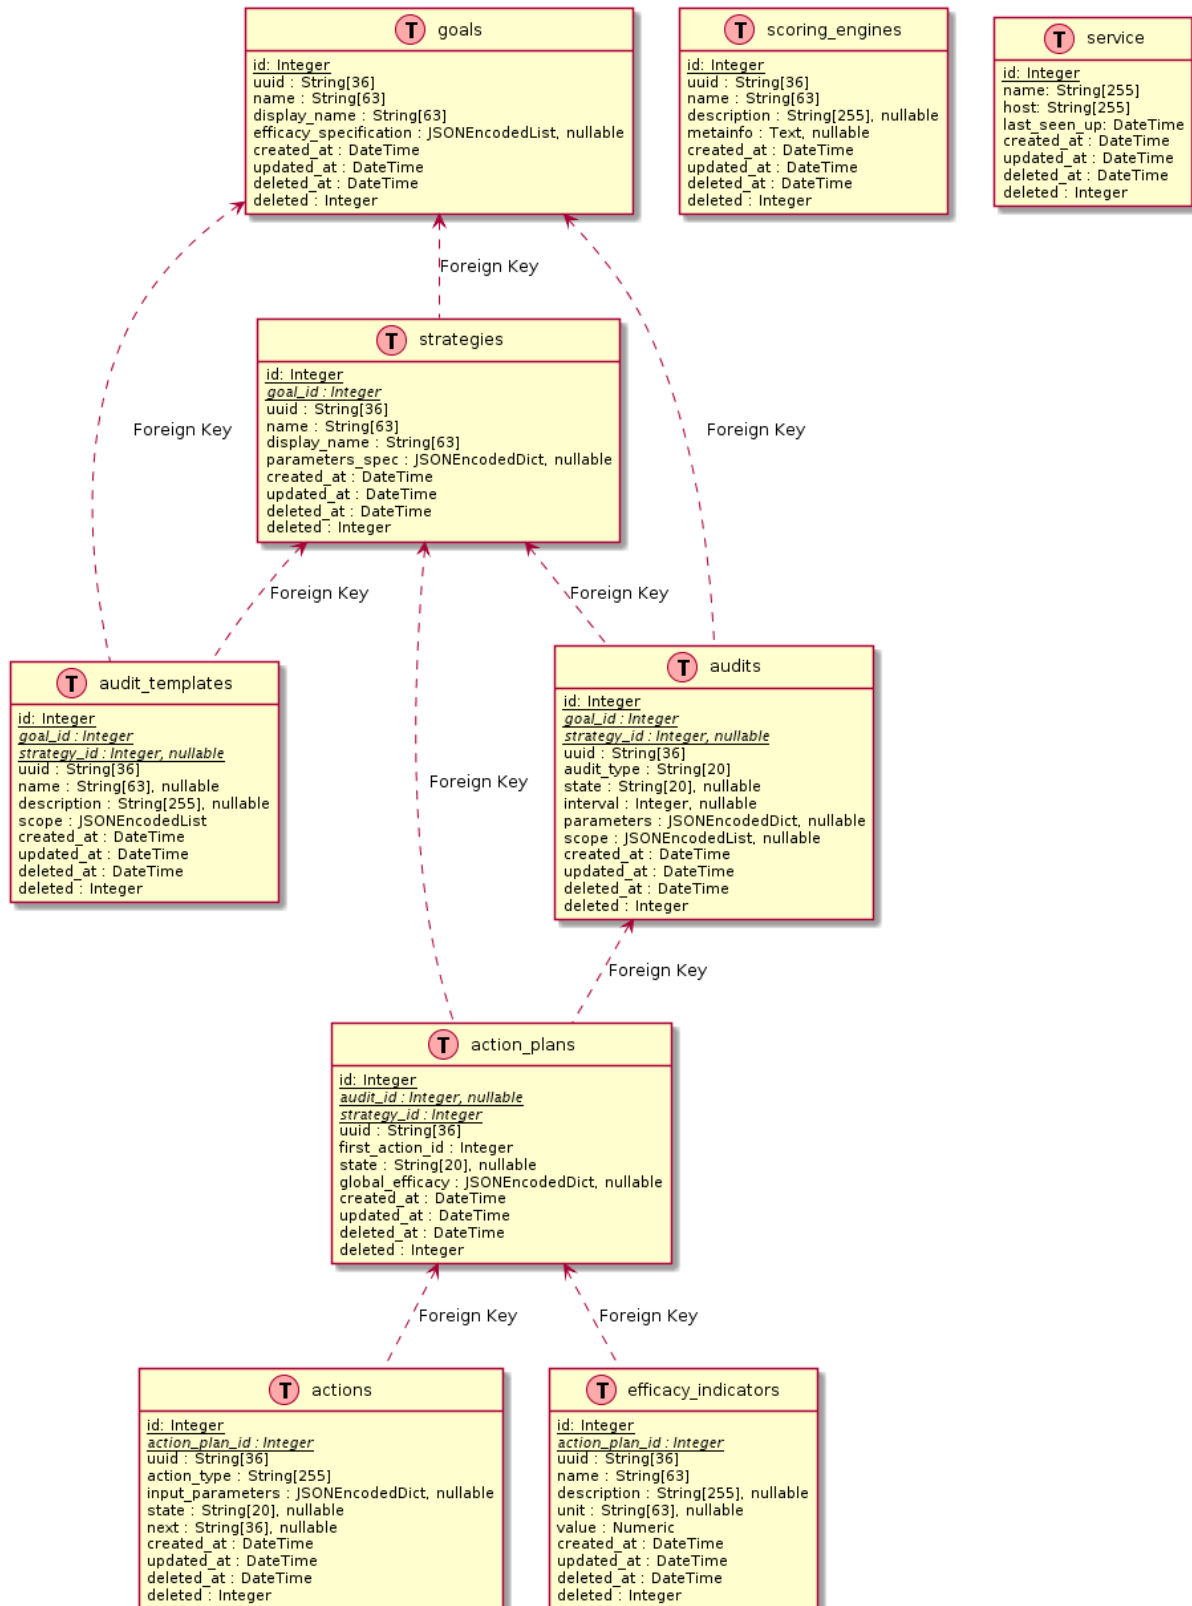 T goals
id: Integer
uuid : String[36]
name : String[63]
display_name : String[63]
efficacy_specification : JSONEncodedList, nullable
created_at : DateTime
updated_at : DateTime
deleted_at : DateTime
deleted : Integer
T scoring_engines
id: Integer
uuid : String[36]
name : String[63]
description : String[255], nullable
metainfo : Text, nullable
created_at : DateTime
updated_at : DateTime
deleted_at : DateTime
deleted : Integer
T service
id: Integer
name: String[255]
host: String[255]
last_seen_up: DateTime
created_at : DateTime
updated_at : DateTime
deleted_at : DateTime
deleted : Integer
Foreign Key
T strategies
id: Integer
goal_id : Integer
uuid : String[36]
name : String[63]
display_name : String[63]
parameters_spec : JSONEncodedDict, nullable
created_at : DateTime
updated_at : DateTime
deleted_at : DateTime
deleted : Integer
Foreign Key
Foreign Key
Foreign Key
Foreign Key
T audit_templates
id: Integer
goal_id : Integer
strategy_id : Integer, nullable
uuid : String[36]
name : String[63], nullable
description : String[255], nullable
scope : JSONEncodedList
created_at : DateTime
updated_at : DateTime
deleted_at : DateTime
deleted : Integer
Foreign Key
T audits
id: Integer
goal_id : Integer
strategy_id : Integer, nullable
uuid : String[36]
audit_type : String[20]
state : String[20], nullable
interval : Integer, nullable
parameters : JSONEncodedDict, nullable
scope : JSONEncodedList, nullable
created_at : DateTime
updated_at : DateTime
deleted_at : DateTime
deleted : Integer
Foreign Key
T action_plans
id: Integer
audit_id : Integer, nullable
strategy_id : Integer
uuid : String[36]
first_action_id : Integer
state : String[20], nullable
global_efficacy : JSONEncodedDict, nullable
created_at : DateTime
updated_at : DateTime
deleted_at : DateTime
deleted : Integer
Foreign Key
Foreign Key
T actions
id: Integer
action_plan_id : Integer
uuid : String[36]
action_type : String[255]
input_parameters : JSONEncodedDict, nullable
state : String[20], nullable
next : String[36], nullable
created_at : DateTime
updated_at : DateTime
deleted_at : DateTime
deleted : Integer
T efficacy_indicators
id: Integer
action_plan_id : Integer
uuid : String[36]
name : String[63]
description : String[255], nullable
unit : String[63], nullable
value : Numeric
created_at : DateTime
updated_at : DateTime
deleted_at : DateTime
deleted : Integer